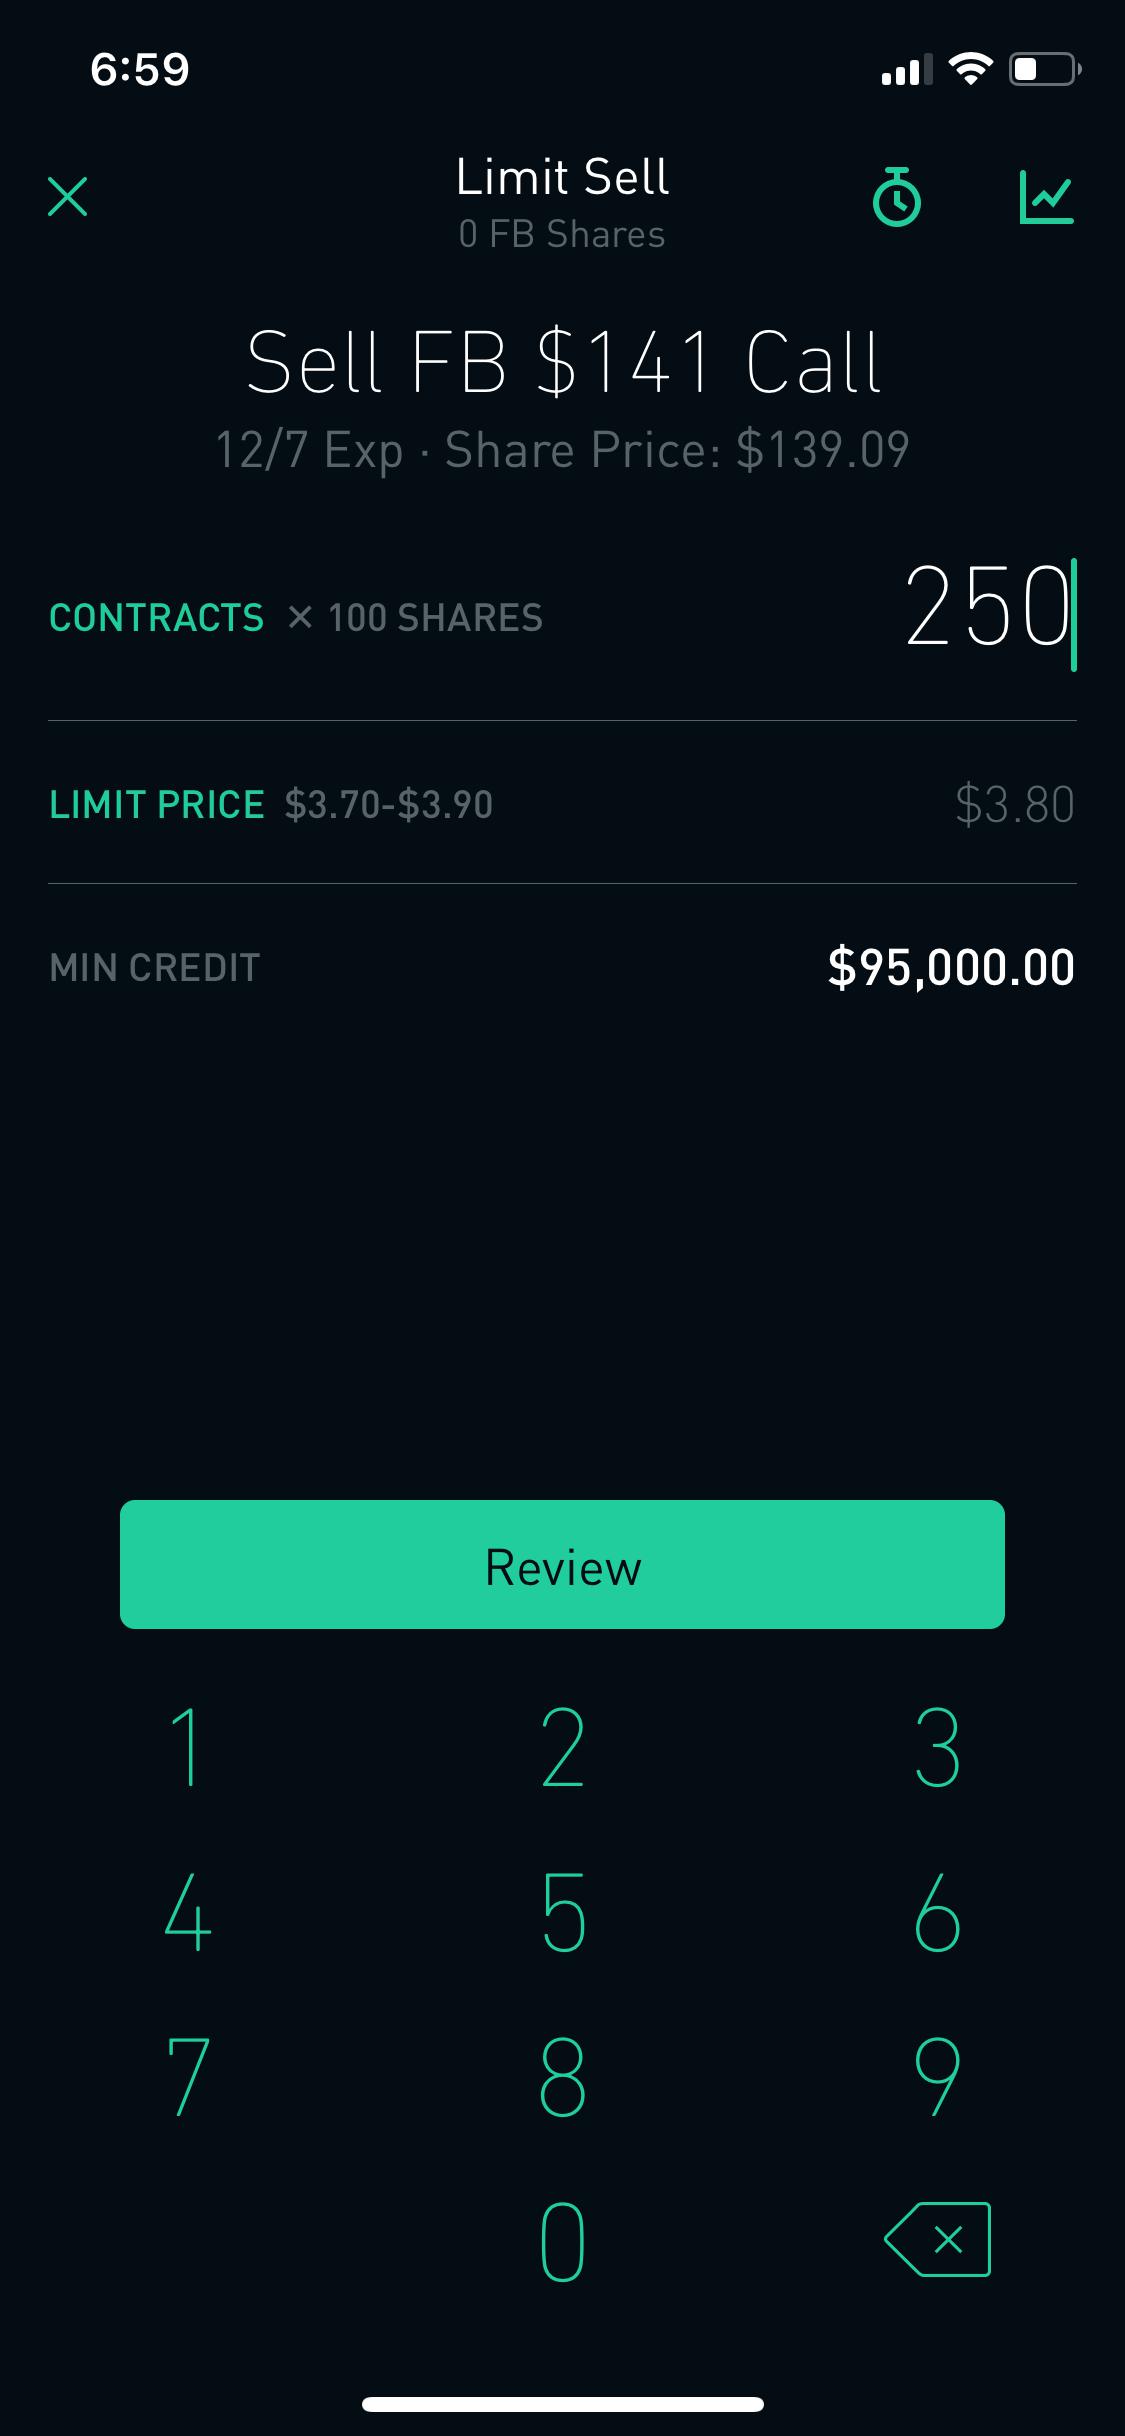 6:59
Limit Sell
0 FB Shares
Sell FB $141 Call
12/7 Exp · Share Price: $139.09
CONTRACTS × 100 SHARES 250
LIMIT PRICE $3.70-$3.90 $3.80
MIN CREDIT $95,000.00
Review
1 2 3
4 5 6
7 8 9
0